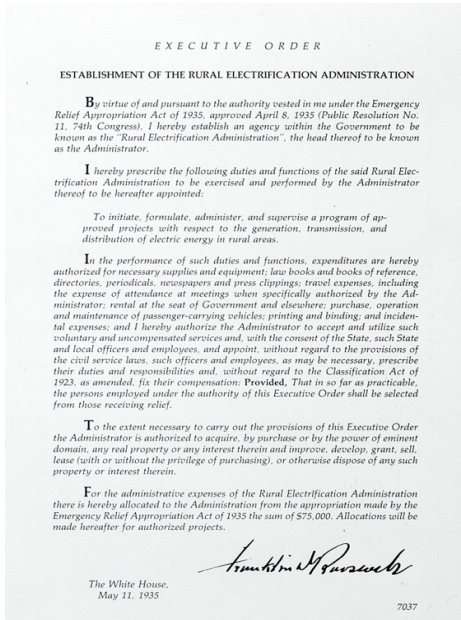 EXECUTIVE ORDER
ESTABLISHMENT OF THE RURAL ELECTRIFICATION ADMINISTRATION
By virtue of and pursuant to the authority vested in me under the Emergency
Relief Appropriation Act of 1935, approved April 8, 1935 (Public Resolution No.
11, 74th Congress), I hereby establish an agency within the Government to be
known as the "Rural Electrification Administration", the head thereof to be known
as the Administrator.
I hereby prescribe the following duties and functions of the said Rural Elec-
trification Administration to be exercised and performed by the Administrator
thereof to be hereafter appointed:
To initiate, formulate, administer, and supervise a program of ap-
proved projects with respect to the generation, transmission, and
distribution of electric energy in rural areas.
In the performance of such duties and functions, expenditures are hereby
authorized for necessary supplies and equipment; law books and books of reference,
directories, periodicals, newspapers and press clippings; travel expenses, including
the expense of attendance at meetings when specifically authorized by the Ad-
ministrator; rental at the seat of Government and elsewhere; purchase, operation
and maintenance of passenger-carrying vehicles; printing and binding; and inciden-
tal expenses; and I hereby authorize the Administrator to accept and utilize such
voluntary and uncompensated services and, with the consent of the State, such State
and local officers and employees, and appoint, without regard to the provisions of
the civil service laws, such officers and employees, as may be necessary, prescribe
their duties and responsibilities and, without regard to the Classification Act of
1923, as amended, fix their compensation: Provided, That in so far as practicable,
the persons employed under the authority of this Executive Order shall be selected
from those receiving relief.
To the extent necessary to carry out the provisions of this Executive Order
the Administrator is authorized to acquire, by purchase or by the power of eminent
domain, any real property or any interest therein and improve, develop, grant, sell,
lease (with or without the privilege of purchasing), or otherwise dispose of any such
property or interest therein.
For the administrative expenses of the Rural Electrification Administration
there is hereby allocated to the Administration from the appropriation made by the
Emergency Relief Appropriation Act of 1935 the sum of $75,000. Allocations will be
made hereafter for authorized projects.
Franklin D Roosevelt
The White House,
May 11, 1935
7037